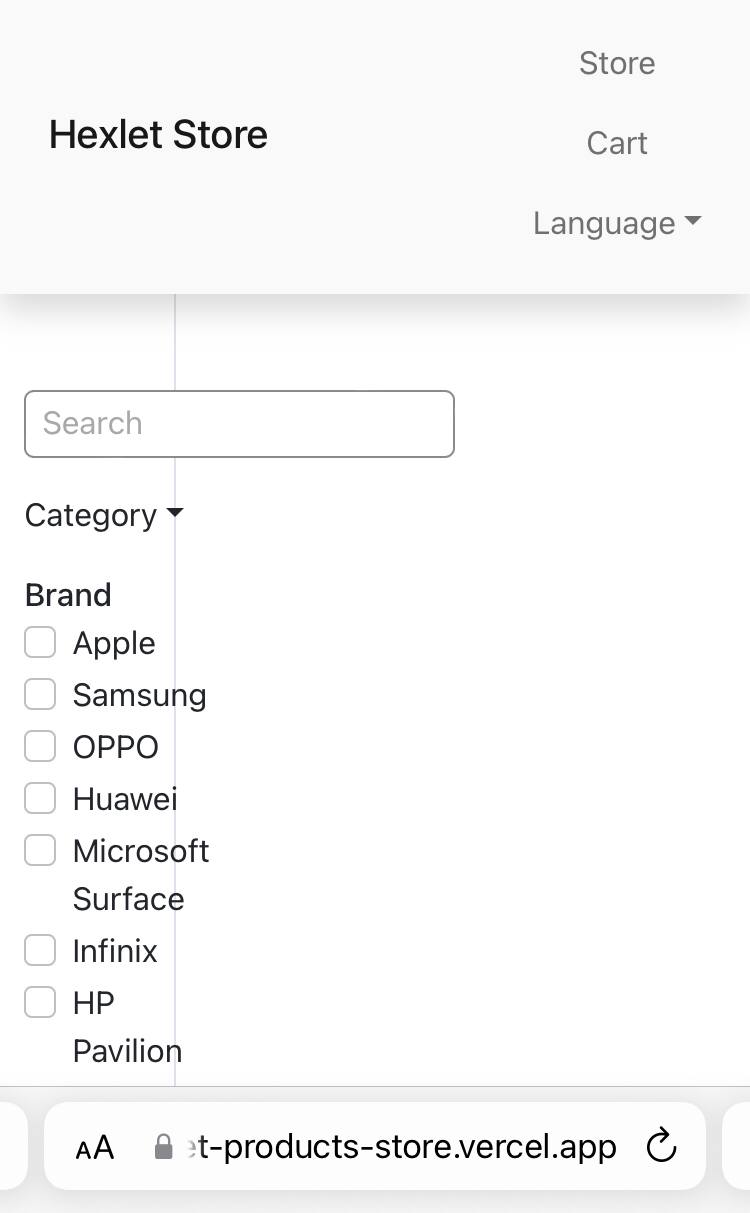 Store
Hexlet Store
Cart
Language
Search
Category
Brand
Apple
Samsung
OPPO
Huawei
Microsoft
Surface
Infinix
HP
Pavilion
AA
et-products-store.vercel.app